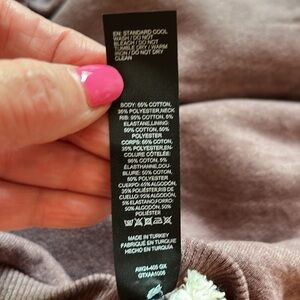 EN: STANDARD COOL
WASH / DO NOT
BLEACH / DO NOT
TUMBLE DRY / WARM
IRON / DO NOT DRY
CLEAN
BODY: 65% COTTON,
35% POLYESTER,NECK
RIB: 95% COTTON, 5%
ELASTANE,LINING:
50% COTTON, 50%
POLYESTER
CORPS: 65% COTON,
35% POLYESTER,EN-
COLURE CÔTELÉE:
95% COTON, 5%
ÉLASTHANNE,DOU-
BLURE: 50% COTON,
50% POLYESTER
CUERPO:65% ALGODÓN,
35% POLIÉSTER,RIB DE
CUELLO: 95% ALGODÓN,
5% ELASTANO,FORRO:
50% ALGODÓN, 50%
POLIÉSTER
MADE IN TURKEY
FABRIQUÉ EN TURQUIE
HECHO EN TURQUÍA